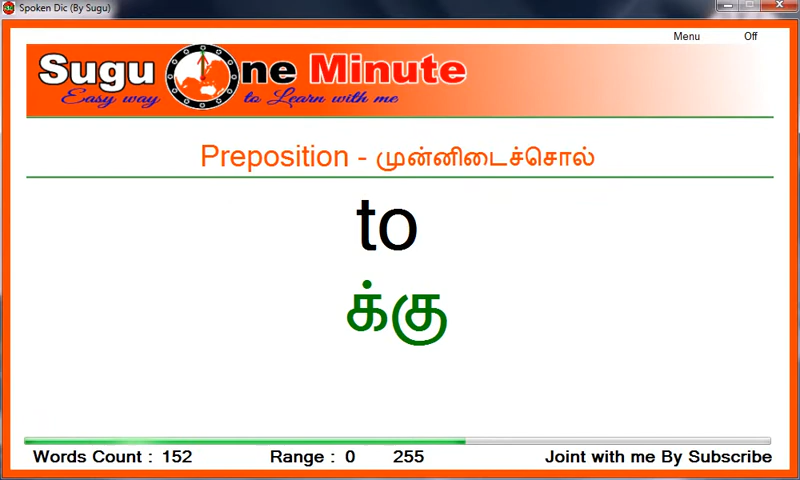 Spoken Dic (By Sugu)
Menu Off
Sugu One Minute
Easy way to Learn with me
Preposition - முன்னிடைச்சொல்
to
க்கு
Words Count : 152 Range : 0 255 Joint with me By Subscribe